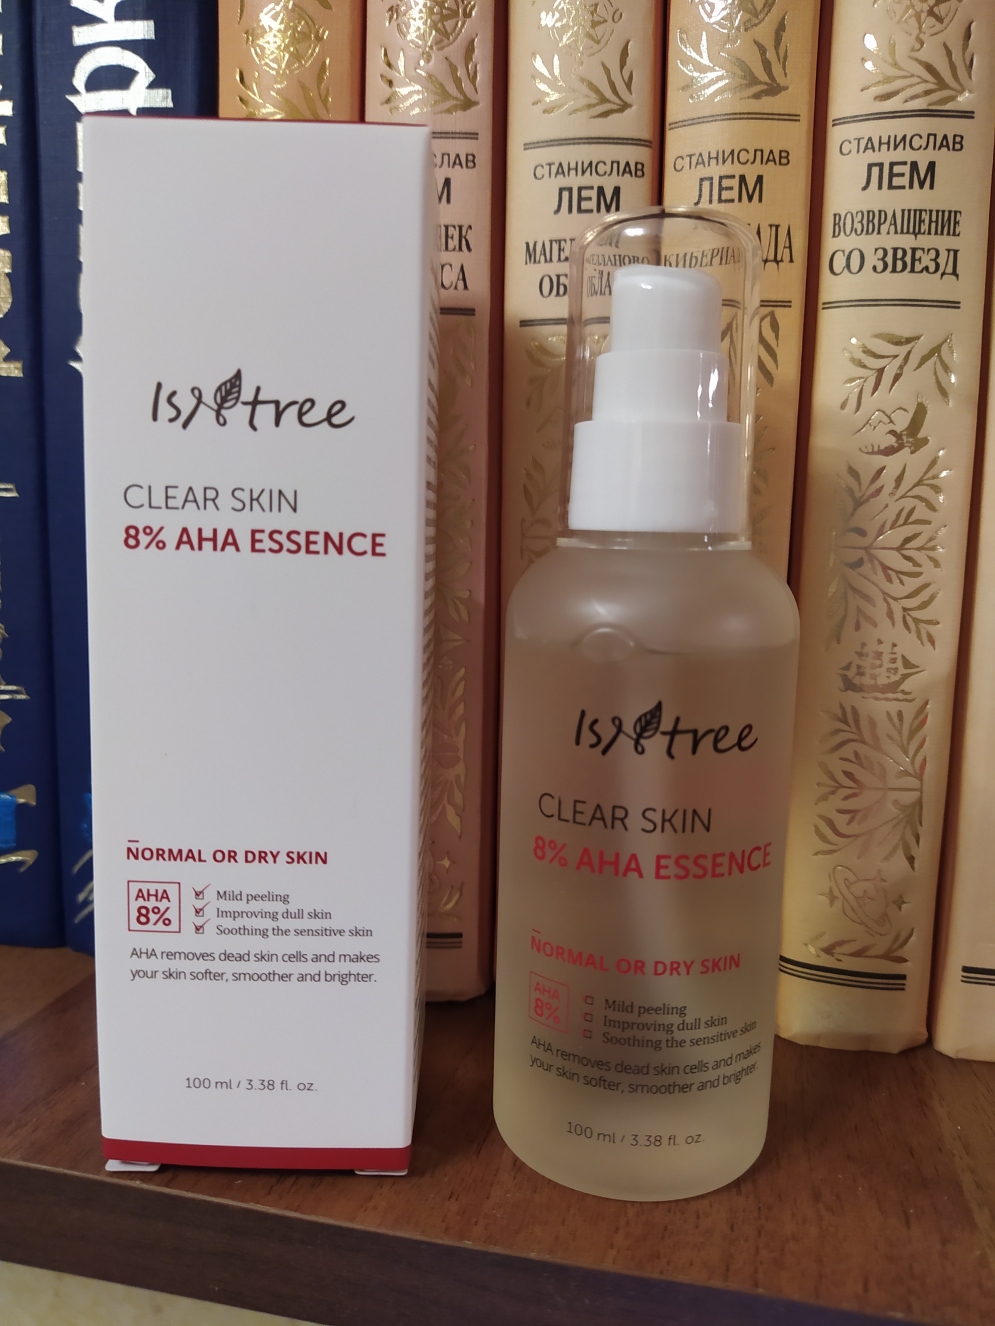 СТАНИСЛАВ
ЛЕМ
СТАНИСЛАВ
ЛЕМ
СТАНИСЛАВ
ЛЕМ
ВОЗВРАЩЕНИЕ
СО ЗВЕЗД
Isntree
CLEAR SKIN
8% AHA ESSENCE
NORMAL OR DRY SKIN
AHA
8%
Mild peeling
Improving dull skin
Soothing the sensitive skin
AHA removes dead skin cells and makes
your skin softer, smoother and brighter.
100 ml / 3.38 fl. oz.
Isntree
CLEAR SKIN
8% AHA ESSENCE
NORMAL OR DRY SKIN
AHA
8%
Mild peeling
Improving dull skin
Soothing the sensitive skin
AHA removes dead skin cells and makes
your skin softer, smoother and brighter.
100 ml / 3.38 fl. oz.